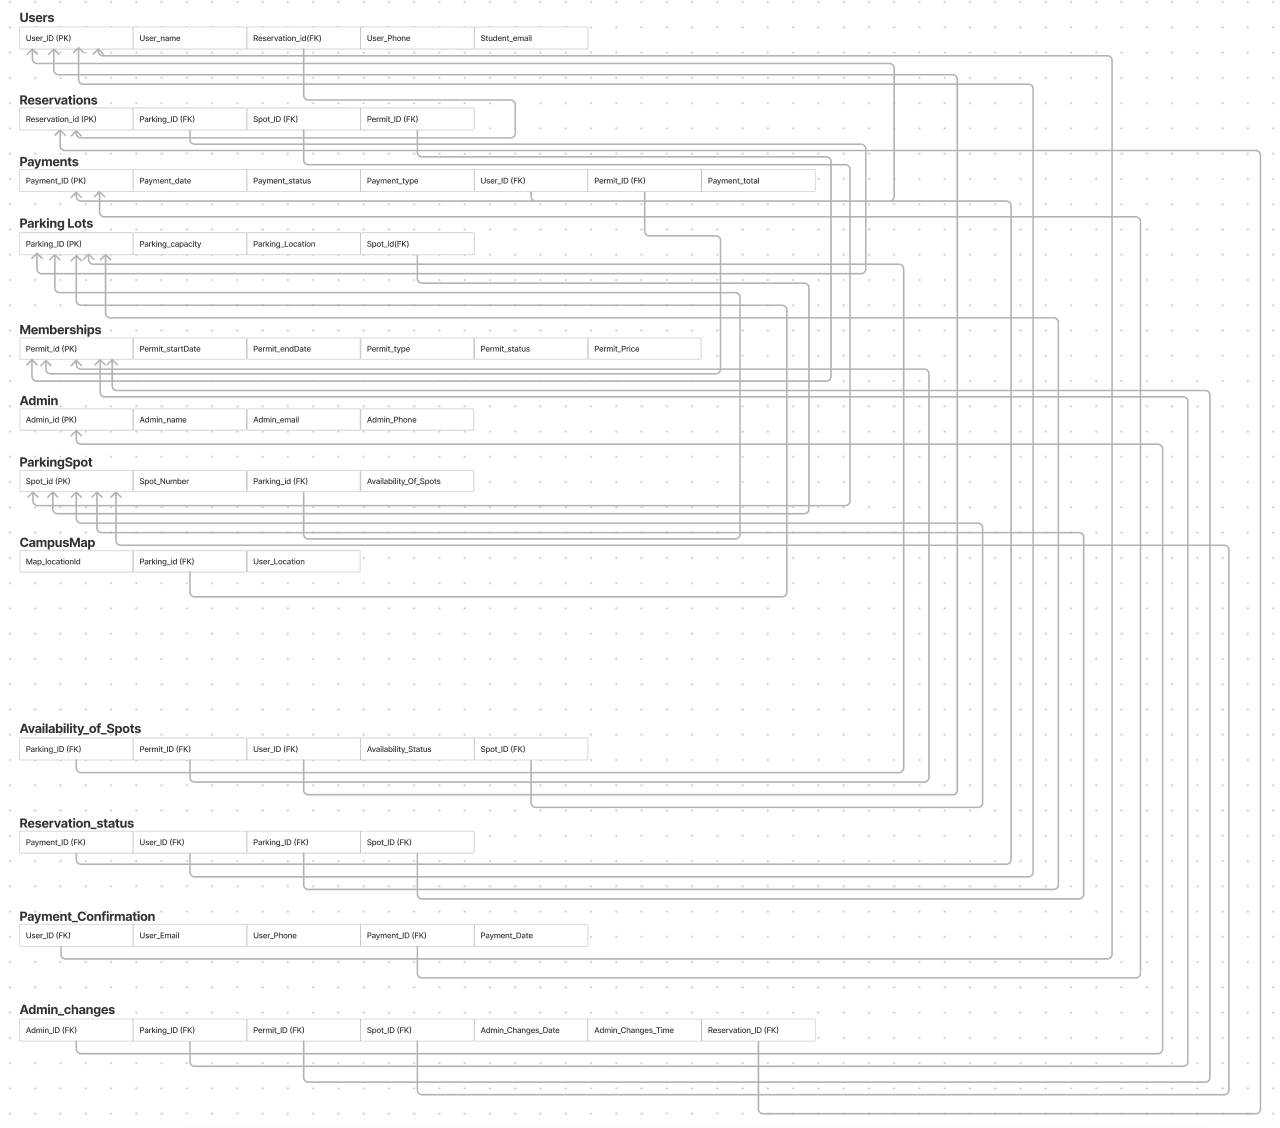 Users
User_ID (PK) User_name Reservation_id(FK) User_Phone Student_email
Reservations
Reservation_id (PK) Parking_ID (FK) Spot_ID (FK) Permit_ID (FK)
Payments
Payment_ID (PK) Payment_date Payment_status Payment_type User_ID (FK) Permit_ID (FK) Payment_total
Parking Lots
Parking_ID (PK) Parking_capacity Parking_Location Spot_id(FK)
Memberships
Permit_id (PK) Permit_startDate Permit_endDate Permit_type Permit_status Permit_Price
Admin
Admin_id (PK) Admin_name Admin_email Admin_Phone
ParkingSpot
Spot_id (PK) Spot_Number Parking_id (FK) Availability_Of_Spots
CampusMap
Map_locationId Parking_id (FK) User_Location
Availability_of_Spots
Parking_ID (FK) Permit_ID (FK) User_ID (FK) Availability_Status Spot_ID (FK)
Reservation_status
Payment_ID (FK) User_ID (FK) Parking_ID (FK) Spot_ID (FK)
Payment_Confirmation
User_ID (FK) User_Email User_Phone Payment_ID (FK) Payment_Date
Admin_changes
Admin_ID (FK) Parking_ID (FK) Permit_ID (FK) Spot_ID (FK) Admin_Changes_Date Admin_Changes_Time Reservation_ID (FK)